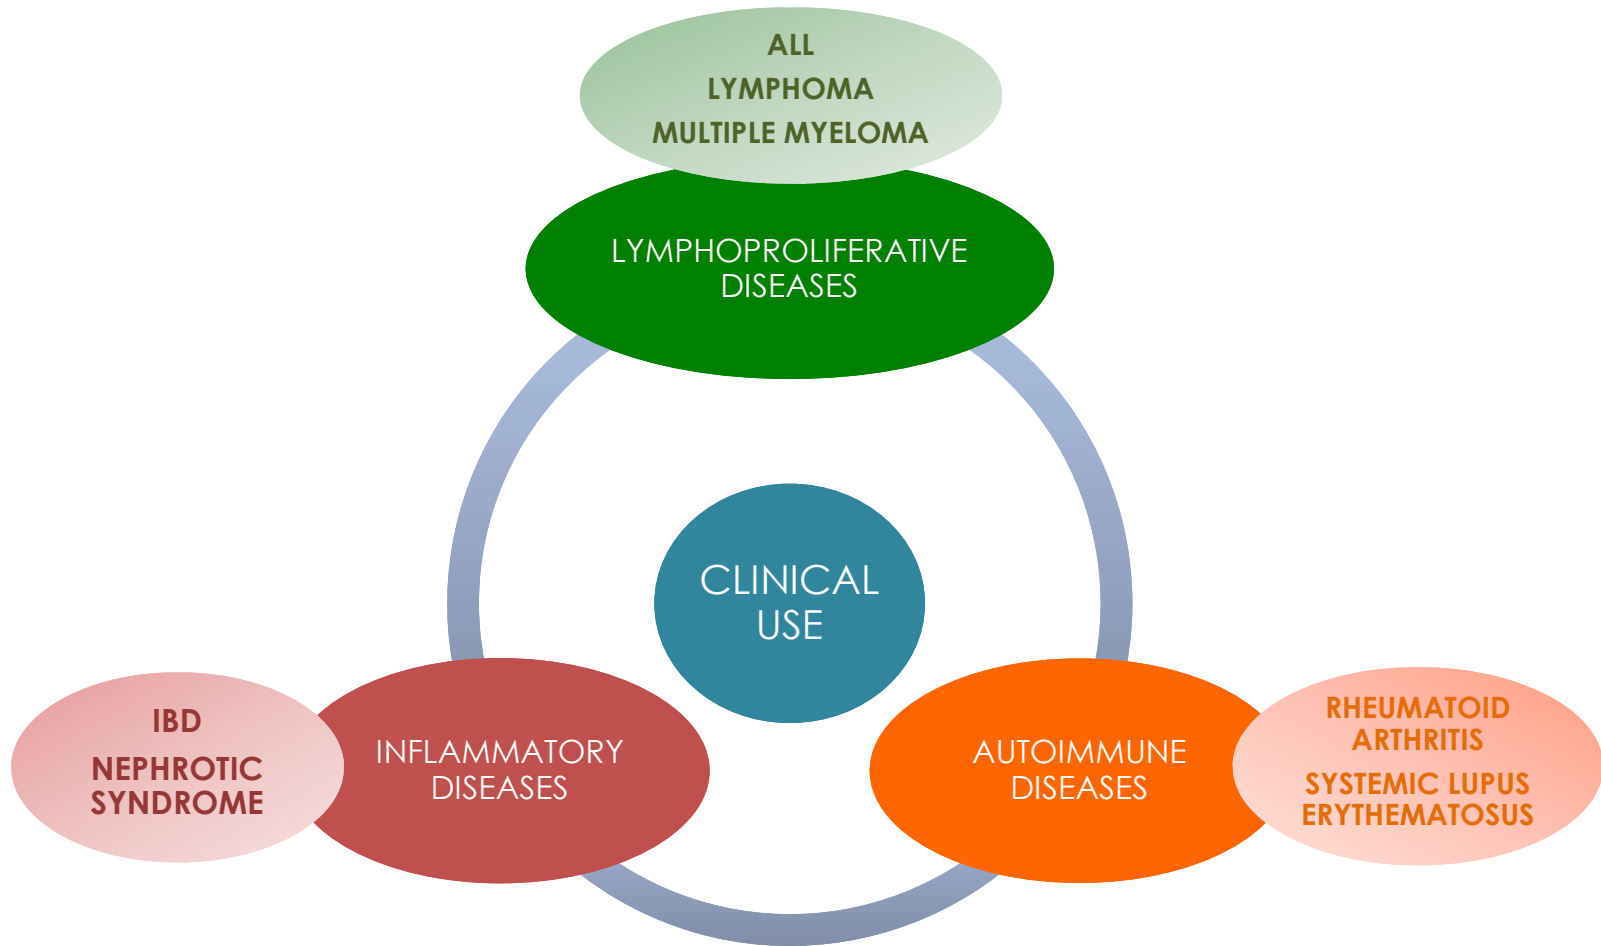 ALL
LYMPHOMA
MULTIPLE MYELOMA
LYMPHOPROLIFERATIVE
DISEASES
CLINICAL
USE
IBD
NEPHROTIC
SYNDROME
INFLAMMATORY
DISEASES
AUTOIMMUNE
DISEASES
RHEUMATOID
ARTHRITIS
SYSTEMIC LUPUS
ERYTHEMATOSUS